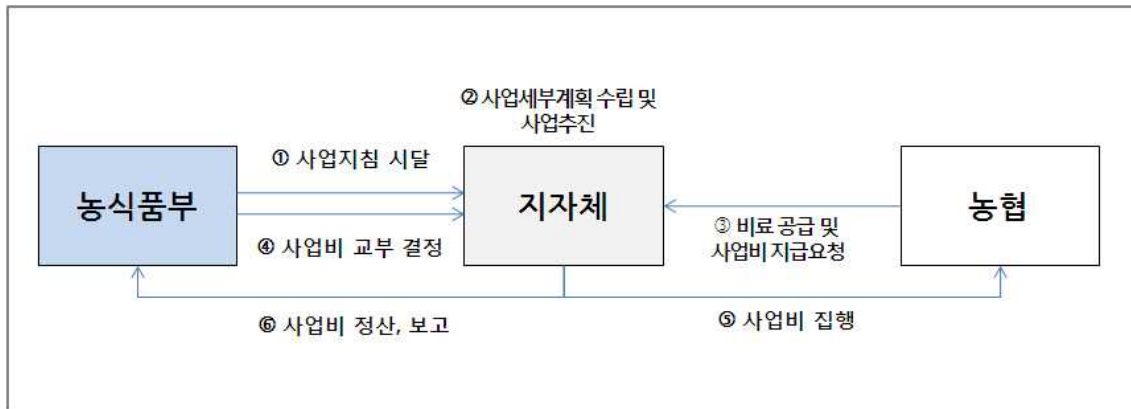 ② 사업세부계획 수립 및
사업추진
① 사업지침 시달
농식품부
지자체
농협
③ 비료 공급 및
사업비 지급요청
④ 사업비 교부 결정
⑥ 사업비 정산, 보고
⑤ 사업비 집행